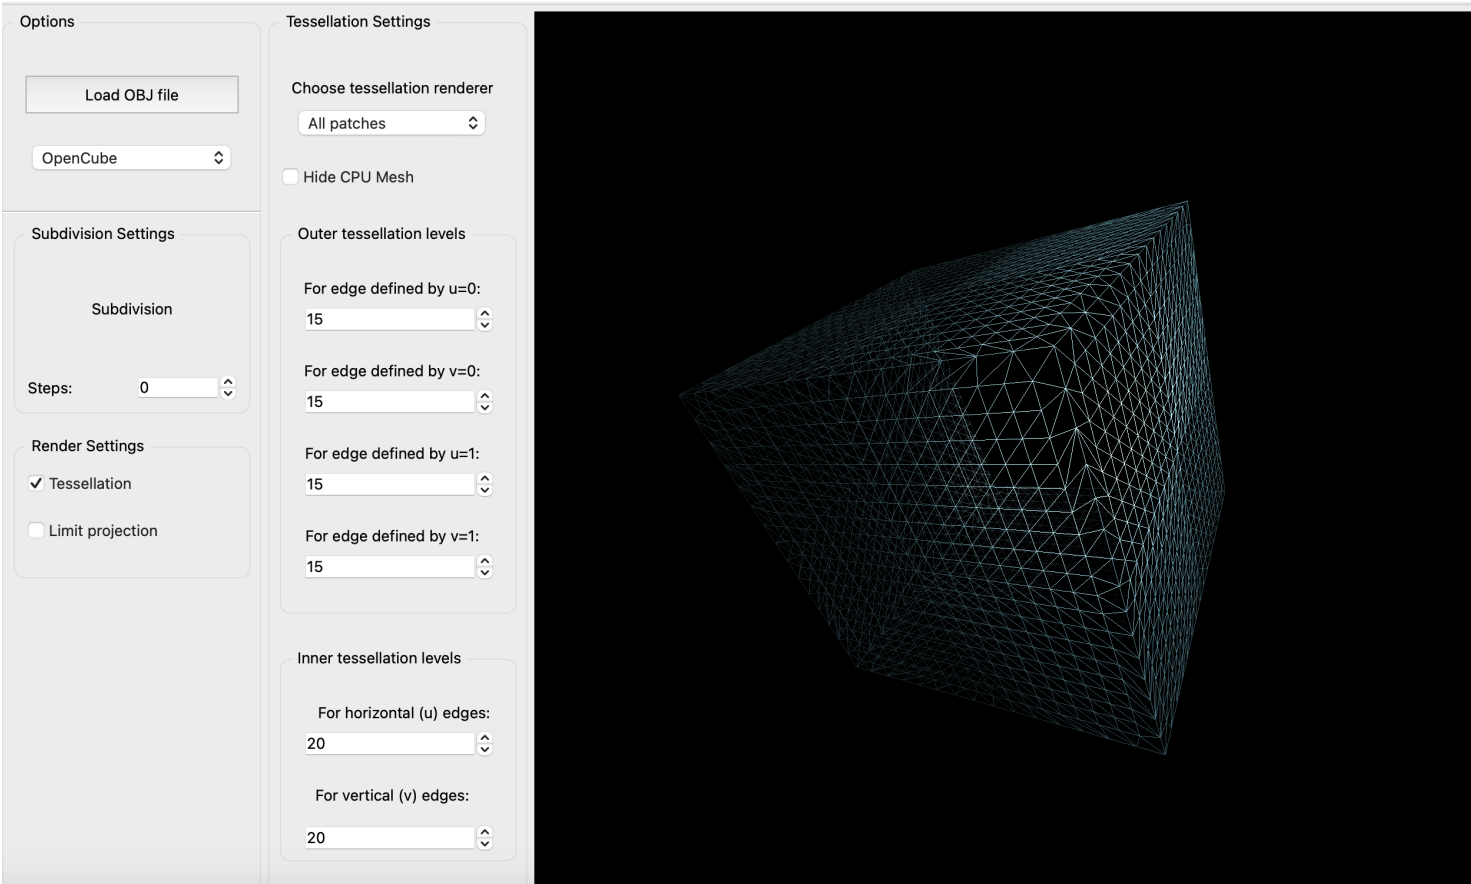 Options
Load OBJ file
OpenCube
Subdivision Settings
Subdivision
Steps:
0
Render Settings
Tessellation
Limit projection
Tessellation Settings
Choose tessellation renderer
All patches
Hide CPU Mesh
Outer tessellation levels
For edge defined by u=0:
15
For edge defined by v=0:
15
For edge defined by u=1:
15
For edge defined by v=1:
15
Inner tessellation levels
For horizontal (u) edges:
20
For vertical (v) edges:
20